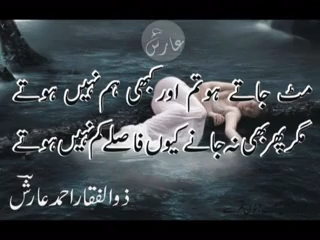 عارش
مٹ جاتے ہو تم اور کبھی ہم نہیں ہوتے
مگر پھر بھی نہ جانے کیوں فاصلے کم نہیں ہوتے
ذوالفقار احمد عارش